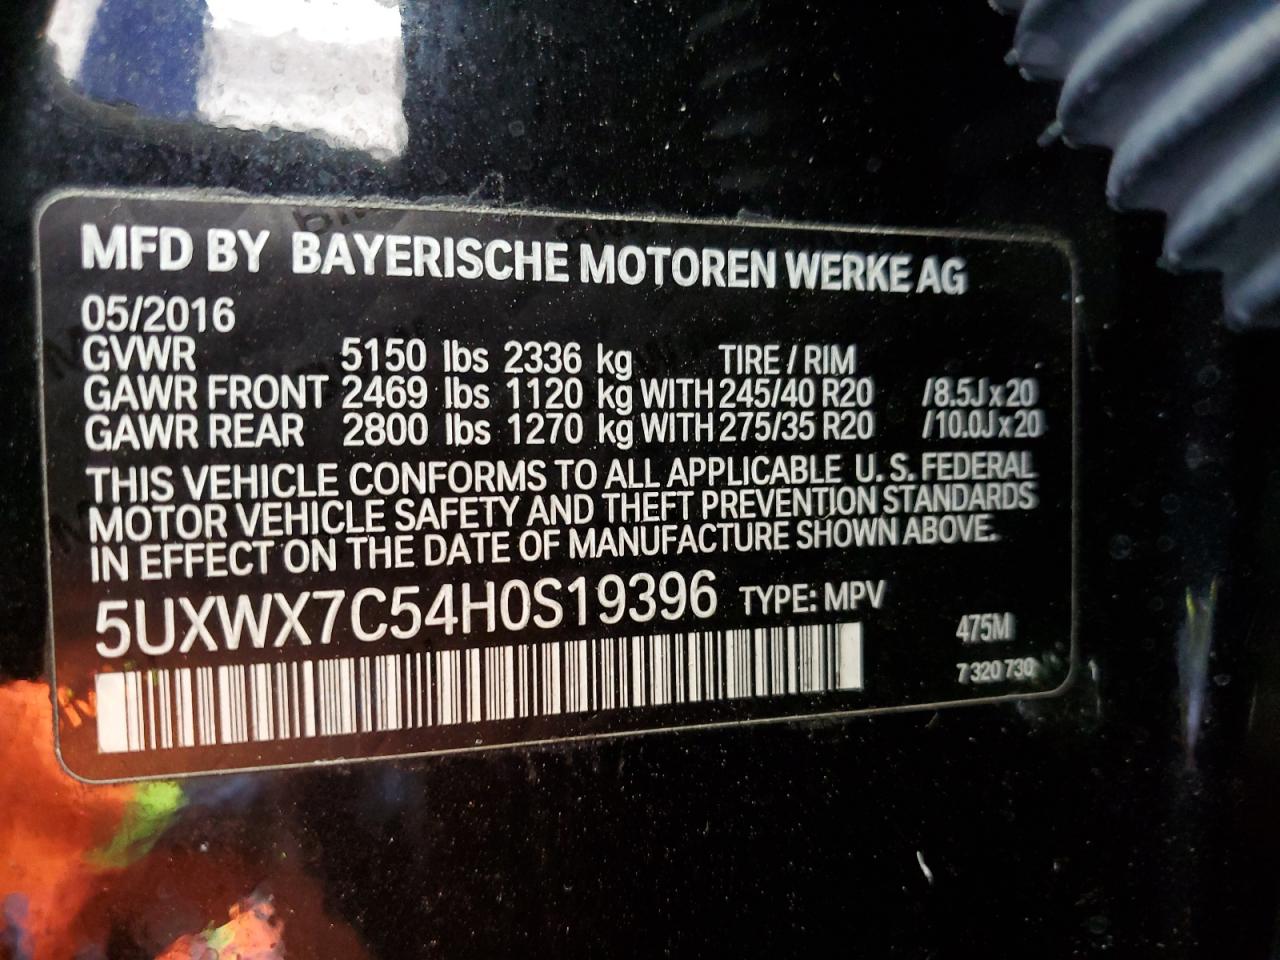 MFD BY BAYERISCHE MOTOREN WERKE AG
05/2016
GVWR 5150 lbs 2336 kg TIRE / RIM
GAWR FRONT 2469 lbs 1120 kg WITH 245/40 R20 /8.5J x 20
GAWR REAR 2800 lbs 1270 kg WITH 275/35 R20 /10.0J x 20
THIS VEHICLE CONFORMS TO ALL APPLICABLE U. S. FEDERAL
MOTOR VEHICLE SAFETY AND THEFT PREVENTION STANDARDS
IN EFFECT ON THE DATE OF MANUFACTURE SHOWN ABOVE.
5UXWX7C54H0S19396 TYPE: MPV
475M
7 320 730